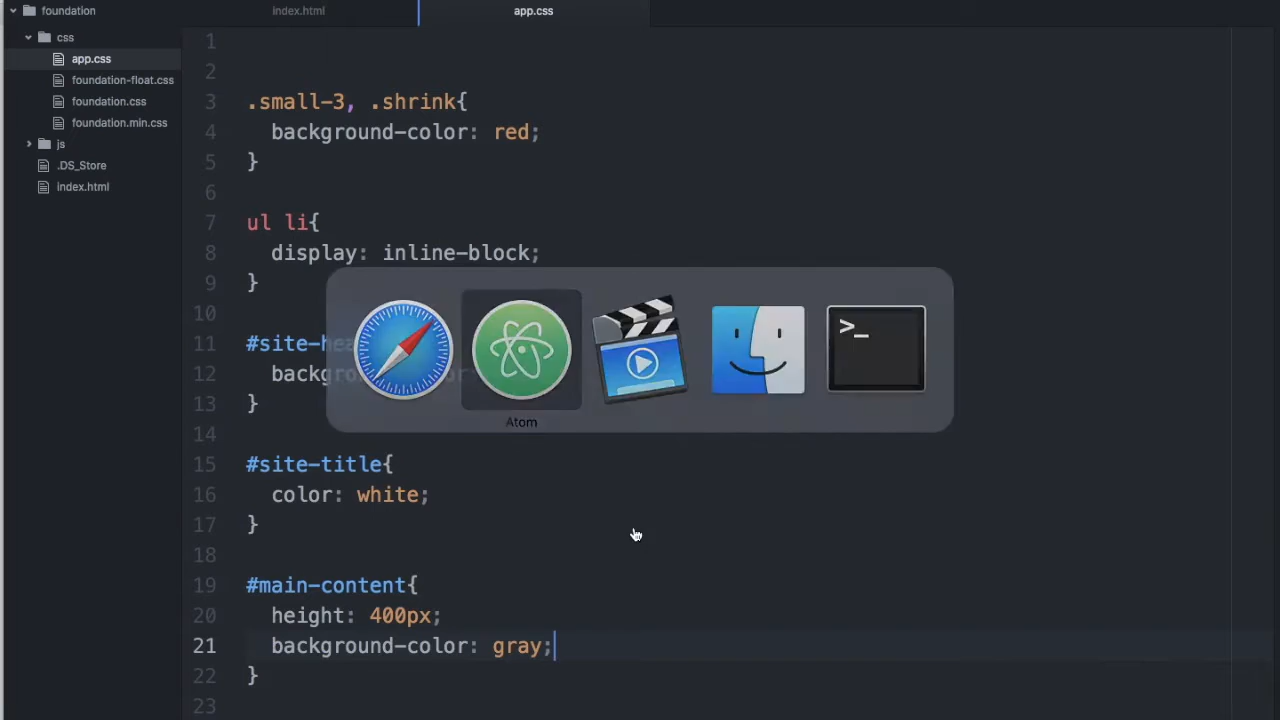 foundation
css
app.css
foundation-float.css
foundation.css
foundation.min.css
js
.DS_Store
index.html
index.html
app.css
1
2
3 .small-3, .shrink{
4 background-color: red;
5 }
6
7 ul li{
8 display: inline-block;
9 }
10
11 #site-he
12 backg
13 }
14
15 #site-title{
16 color: white;
17 }
18
19 #main-content{
20 height: 400px;
21 background-color: gray;
22 }
23
>_
Atom